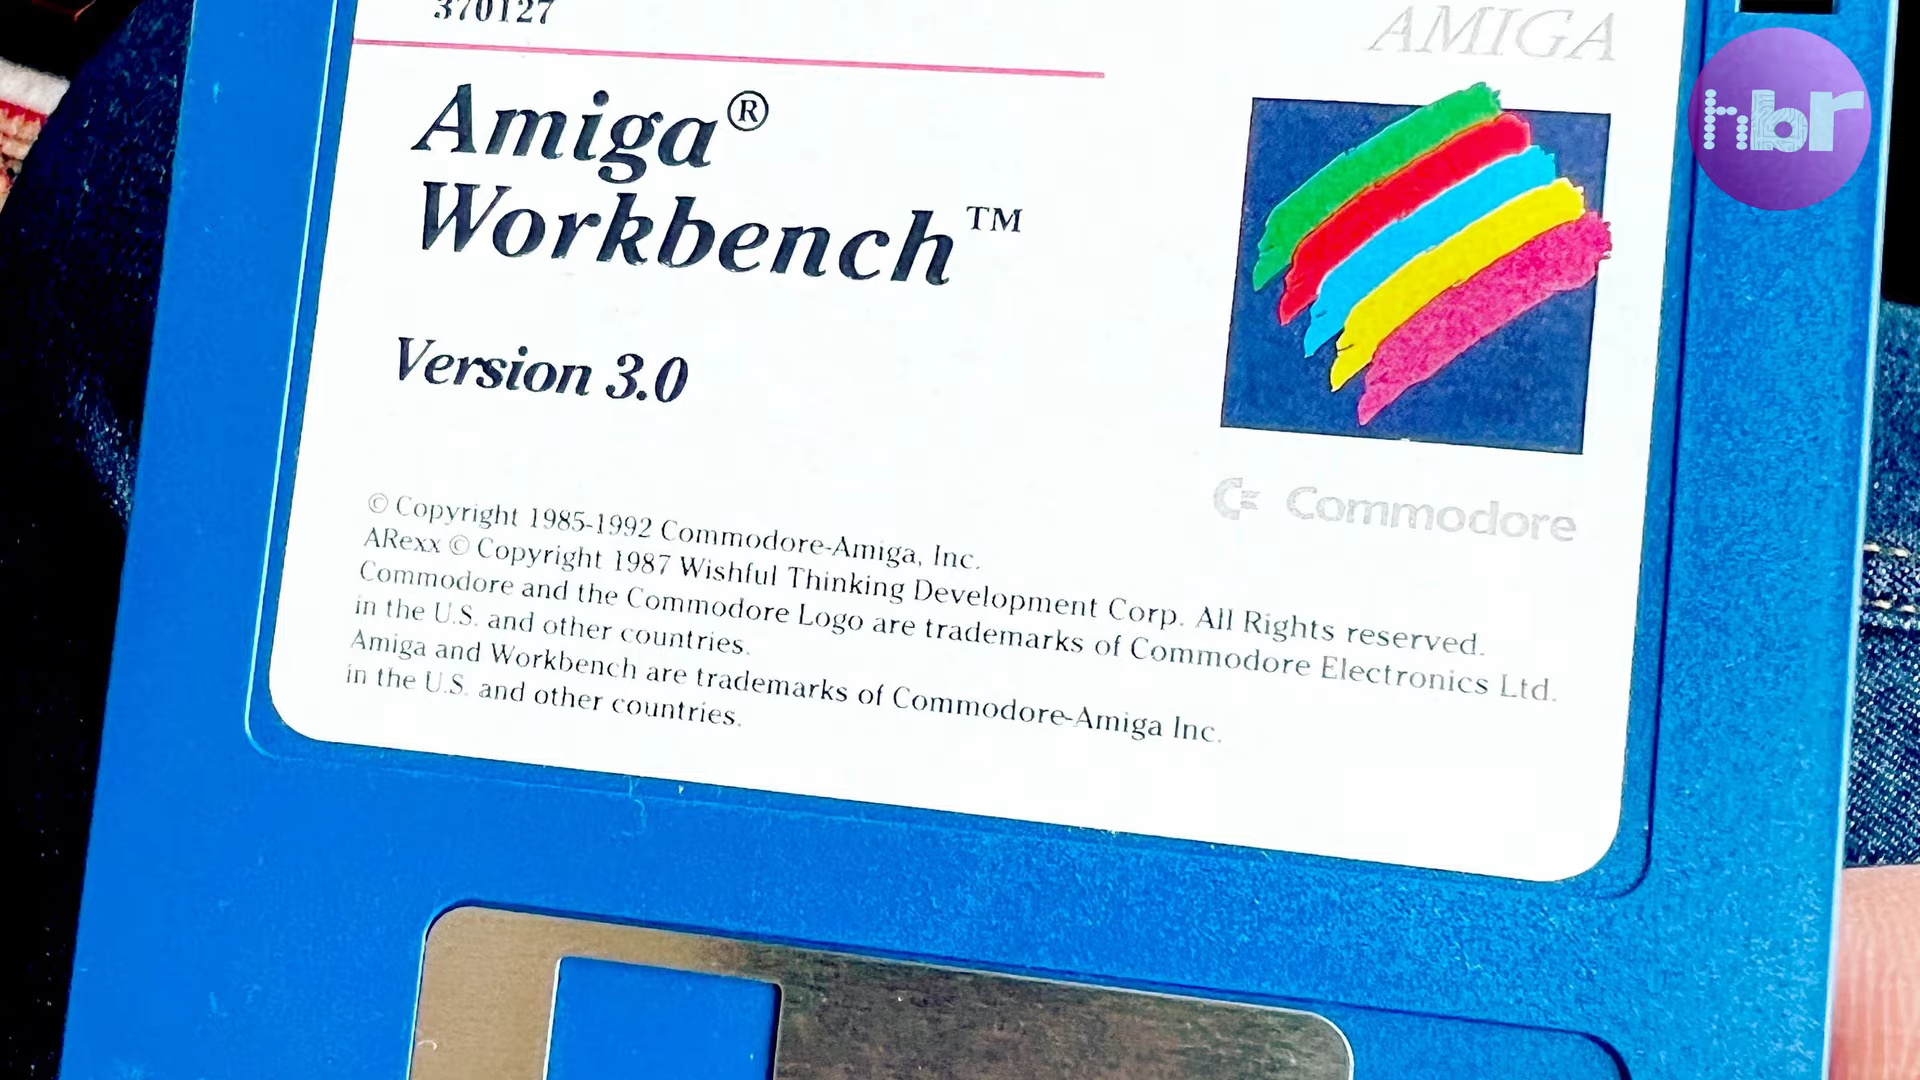 370127
AMIGA
hbr
Amiga®
Workbench™
Version 3.0
Commodore
© Copyright 1985-1992 Commodore-Amiga, Inc.
ARexx © Copyright 1987 Wishful Thinking Development Corp. All Rights reserved.
Commodore and the Commodore Logo are trademarks of Commodore Electronics Ltd.
in the U.S. and other countries.
Amiga and Workbench are trademarks of Commodore-Amiga Inc.
in the U.S. and other countries.